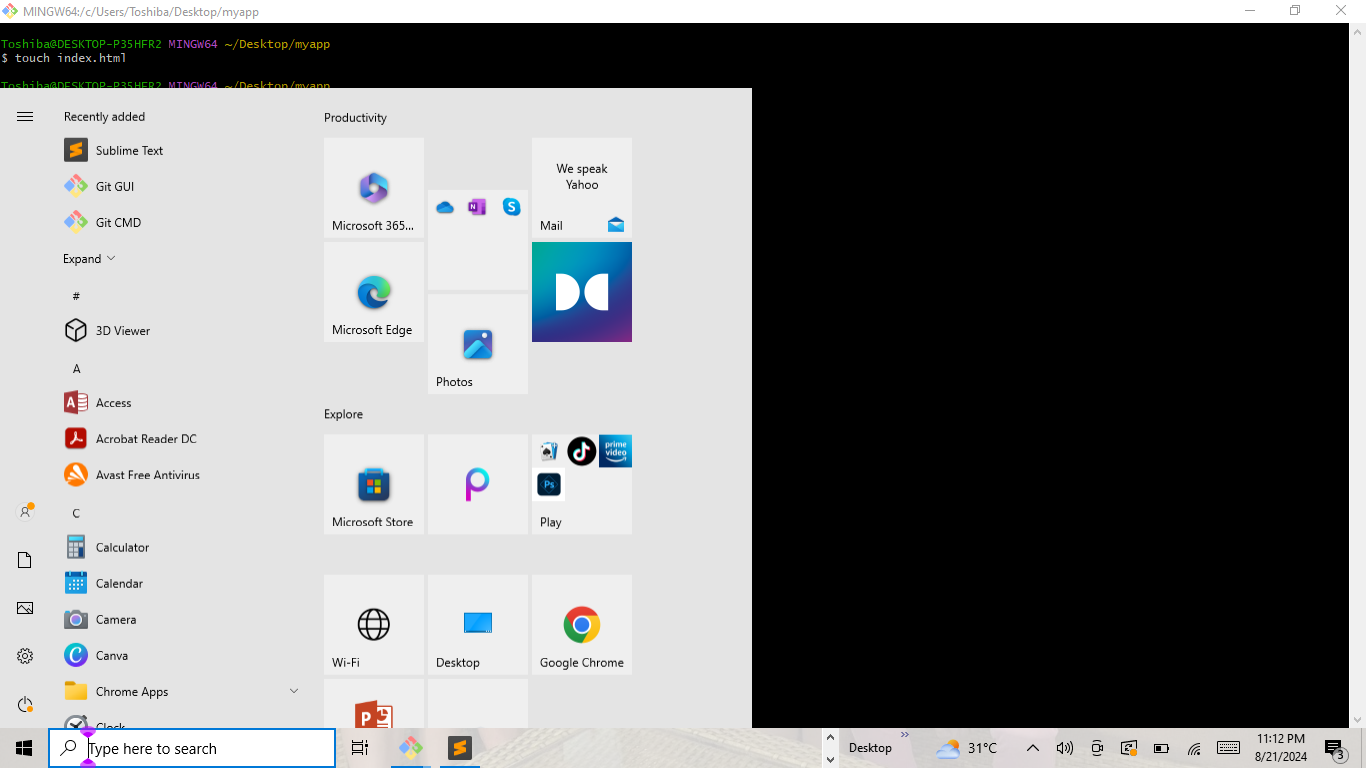 MINGW64:/c/Users/Toshiba/Desktop/myapp
Toshiba@DESKTOP-P35HFR2 MINGW64 ~/Desktop/myapp
$ touch index.html
Toshiba@DESKTOP-P35HFR2 MINGW64 ~/Desktop/myapp
Recently added
Sublime Text
Git GUI
Git CMD
Expand
#
3D Viewer
A
Access
Acrobat Reader DC
Avast Free Antivirus
C
Calculator
Calendar
Camera
Canva
Chrome Apps
Clock
Productivity
Microsoft 365...
We speak
Yahoo
Mail
Microsoft Edge
Photos
Explore
Microsoft Store
prime
video
Ps
Play
Wi-Fi
Desktop
Google Chrome
Type here to search
Desktop
31°C
11:12 PM
8/21/2024
3